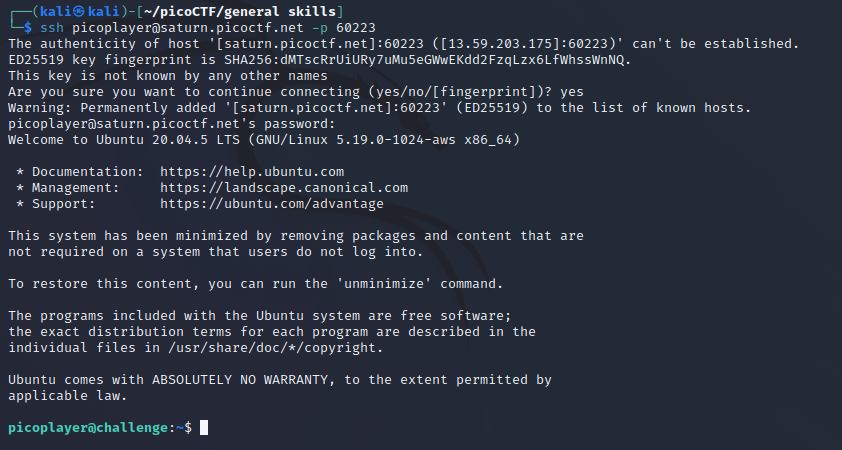 ┌──(kali㉿kali)-[~/picoCTF/general skills]
└─$ ssh picoplayer@saturn.picoctf.net -p 60223
The authenticity of host '[saturn.picoctf.net]:60223 ([13.59.203.175]:60223)' can't be established.
ED25519 key fingerprint is SHA256:dMTscRrUiURy7uMu5eGWwEKdd2FzqLzx6LfWhssWnNQ.
This key is not known by any other names
Are you sure you want to continue connecting (yes/no/[fingerprint])? yes
Warning: Permanently added '[saturn.picoctf.net]:60223' (ED25519) to the list of known hosts.
picoplayer@saturn.picoctf.net's password:
Welcome to Ubuntu 20.04.5 LTS (GNU/Linux 5.19.0-1024-aws x86_64)
* Documentation:  https://help.ubuntu.com
* Management:     https://landscape.canonical.com
* Support:        https://ubuntu.com/advantage
This system has been minimized by removing packages and content that are
not required on a system that users do not log into.
To restore this content, you can run the 'unminimize' command.
The programs included with the Ubuntu system are free software;
the exact distribution terms for each program are described in the
individual files in /usr/share/doc/*/copyright.
Ubuntu comes with ABSOLUTELY NO WARRANTY, to the extent permitted by
applicable law.
picoplayer@challenge:~$